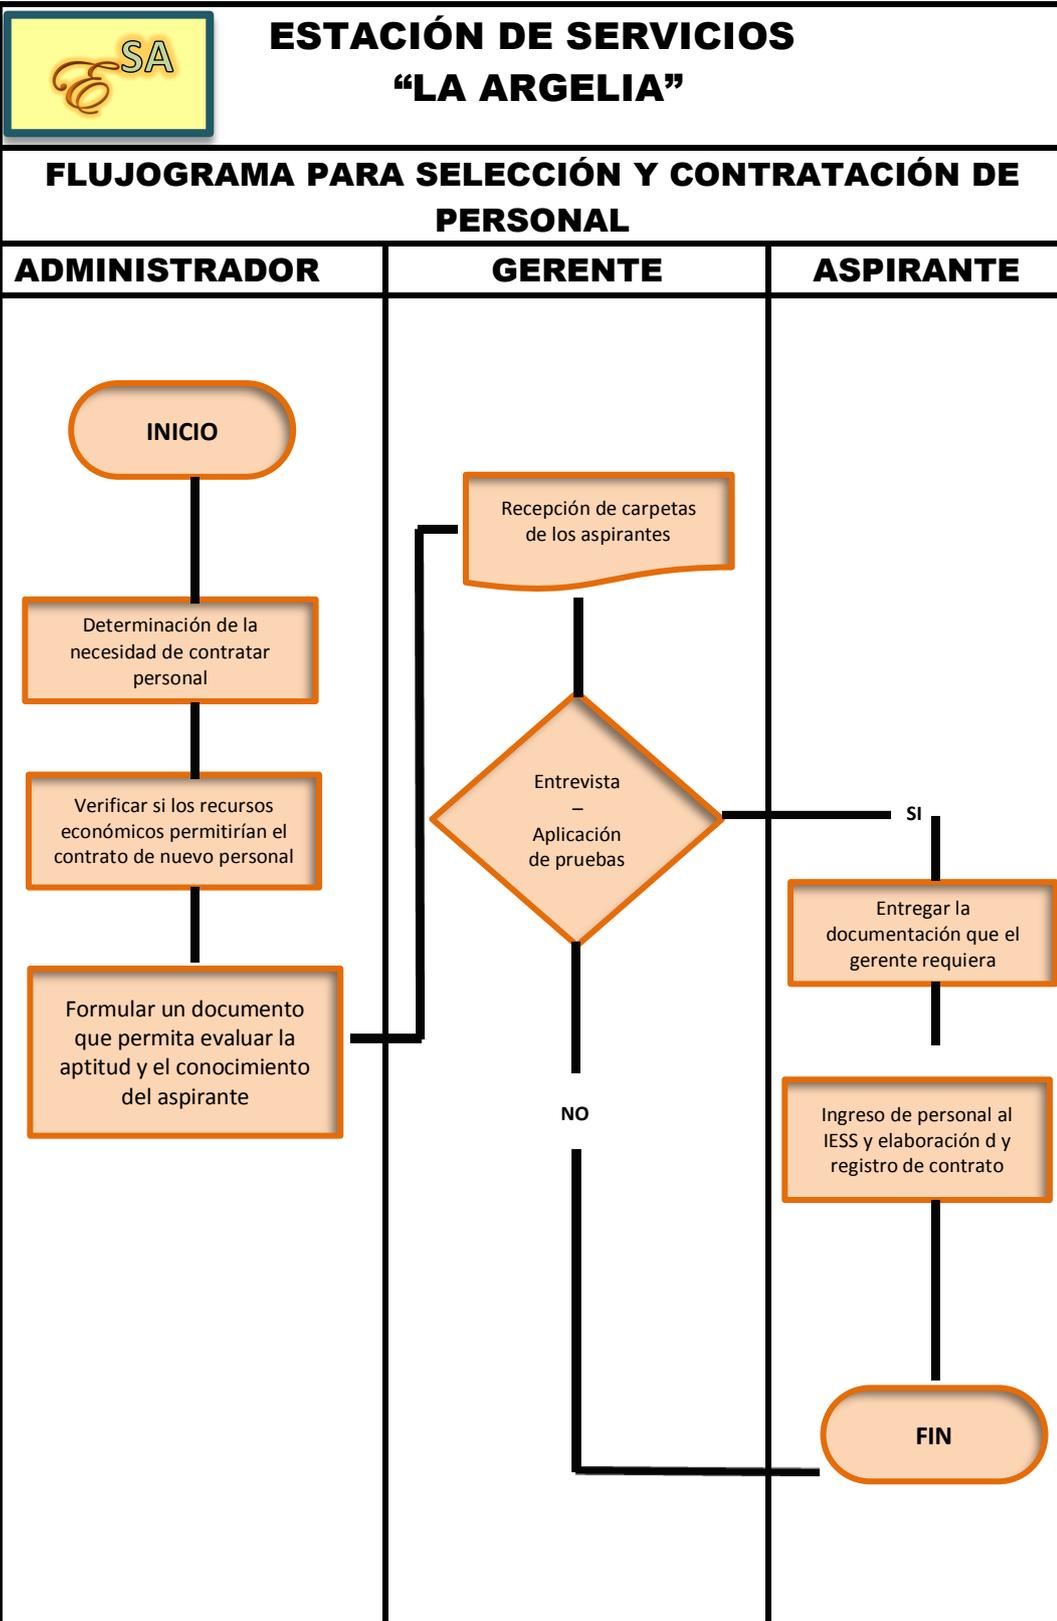 E SA
ESTACIÓN DE SERVICIOS
“LA ARGELIA”
FLUJOGRAMA PARA SELECCIÓN Y CONTRATACIÓN DE
PERSONAL
ADMINISTRADOR
GERENTE
ASPIRANTE
INICIO
Determinación de la
necesidad de contratar
personal
Verificar si los recursos
económicos permitirían el
contrato de nuevo personal
Formular un documento
que permita evaluar la
aptitud y el conocimiento
del aspirante
Recepción de carpetas
de los aspirantes
Entrevista
–
Aplicación
de pruebas
SI
NO
Entregar la
documentación que el
gerente requiera
Ingreso de personal al
IESS y elaboración d y
registro de contrato
FIN